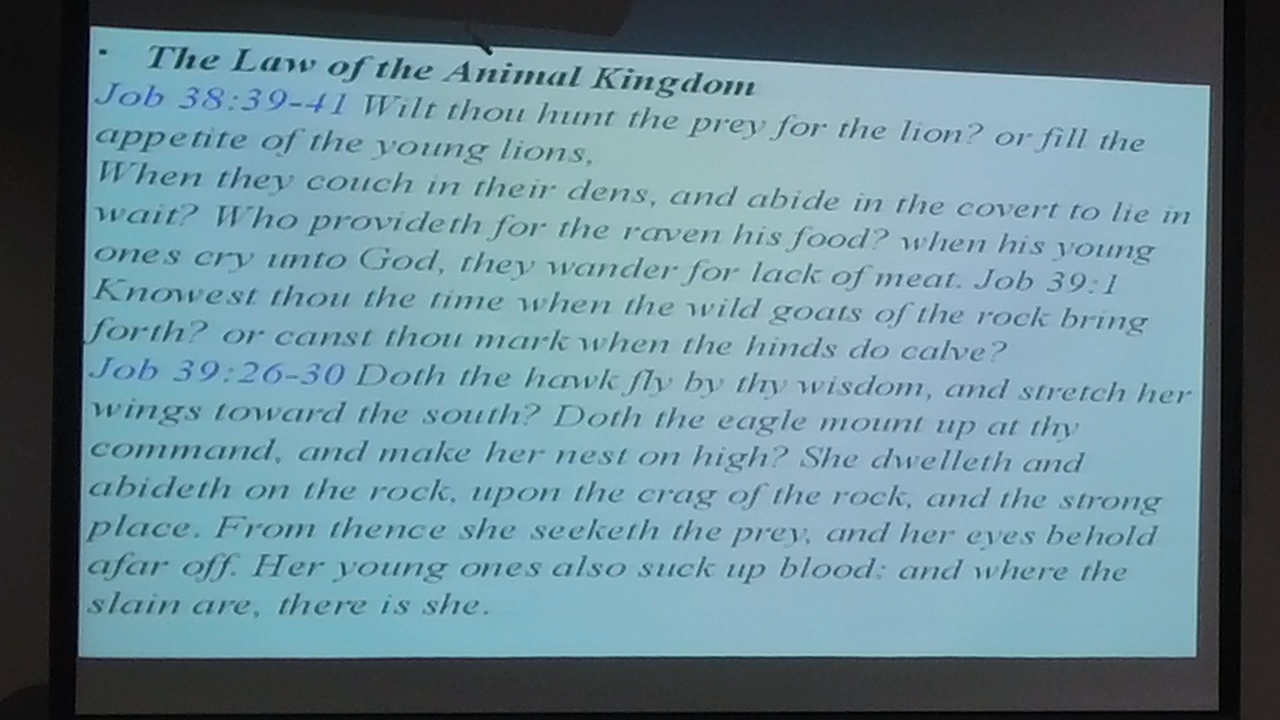 · The Law of the Animal Kingdom
Job 38:39-41 Wilt thou hunt the prey for the lion? or fill the
appetite of the young lions,
When they couch in their dens, and abide in the covert to lie in
wait? Who provideth for the raven his food? when his young
ones cry unto God, they wander for lack of meat. Job 39:1
Knowest thou the time when the wild goats of the rock bring
forth? or canst thou mark when the hinds do calve?
Job 39:26-30 Doth the hawk fly by thy wisdom, and stretch her
wings toward the south? Doth the eagle mount up at thy
command, and make her nest on high? She dwelleth and
abideth on the rock, upon the crag of the rock, and the strong
place. From thence she seeketh the prey, and her eyes behold
afar off. Her young ones also suck up blood: and where the
slain are, there is she.